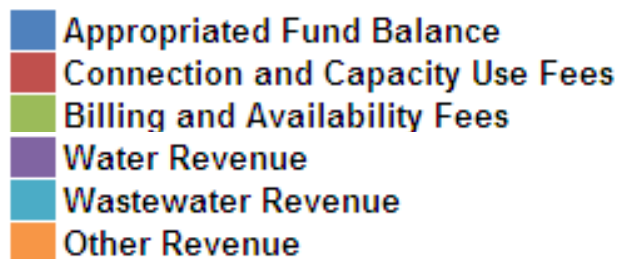 Appropriated Fund Balance
Connection and Capacity Use Fees
Billing and Availability Fees
Water Revenue
Wastewater Revenue
Other Revenue